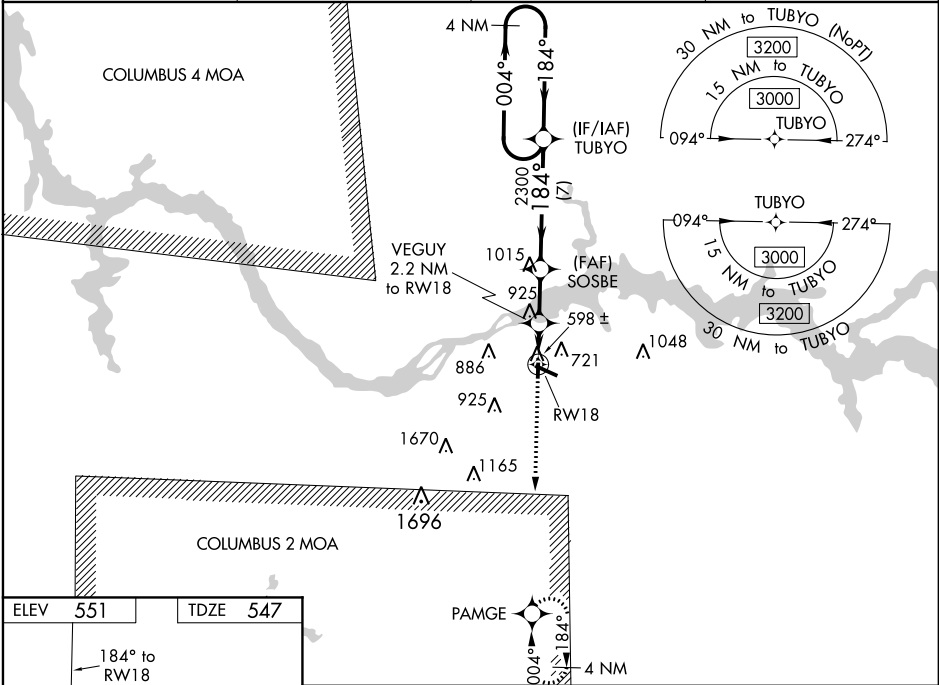 COLUMBUS 4 MOA
4 NM
004°
184°
(IF/IAF)
TUBYO
2300
184°
(7)
VEGUY
2.2 NM
to RW18
1015
(FAF)
SOSBE
925
598 ±
886
721
1048
RW18
925
1670
1165
1696
COLUMBUS 2 MOA
PAMGE
004°
184°
4 NM
30 NM to TUBYO (NoPT)
3200
15 NM to TUBYO
3000
TUBYO
094°
274°
TUBYO
094°
274°
3000
15 NM to TUBYO
3200
30 NM to TUBYO
ELEV 551
TDZE 547
184° to
RW18